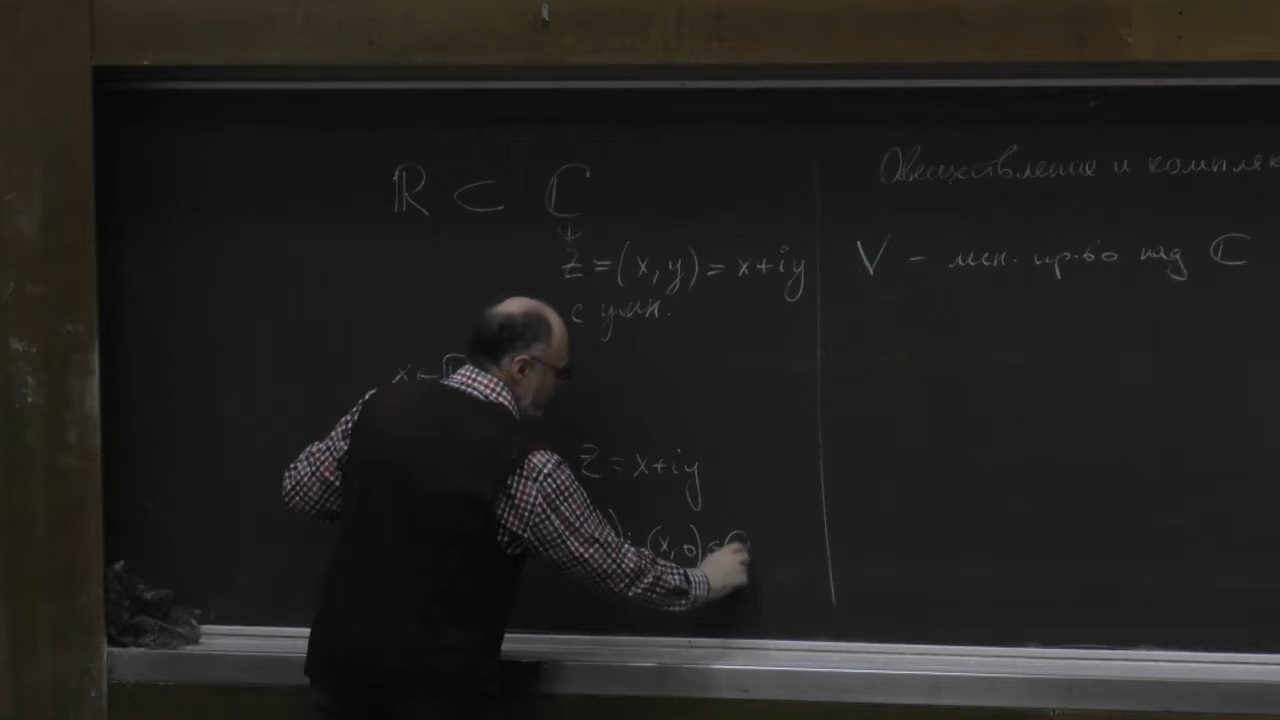 ℝ ⊂ ℂ
z = (x, y) = x + iy
с умн.
x ∈
z = x + iy
(x, 0)
Овеществление и комплек
V – лин. пр-во над ℂ